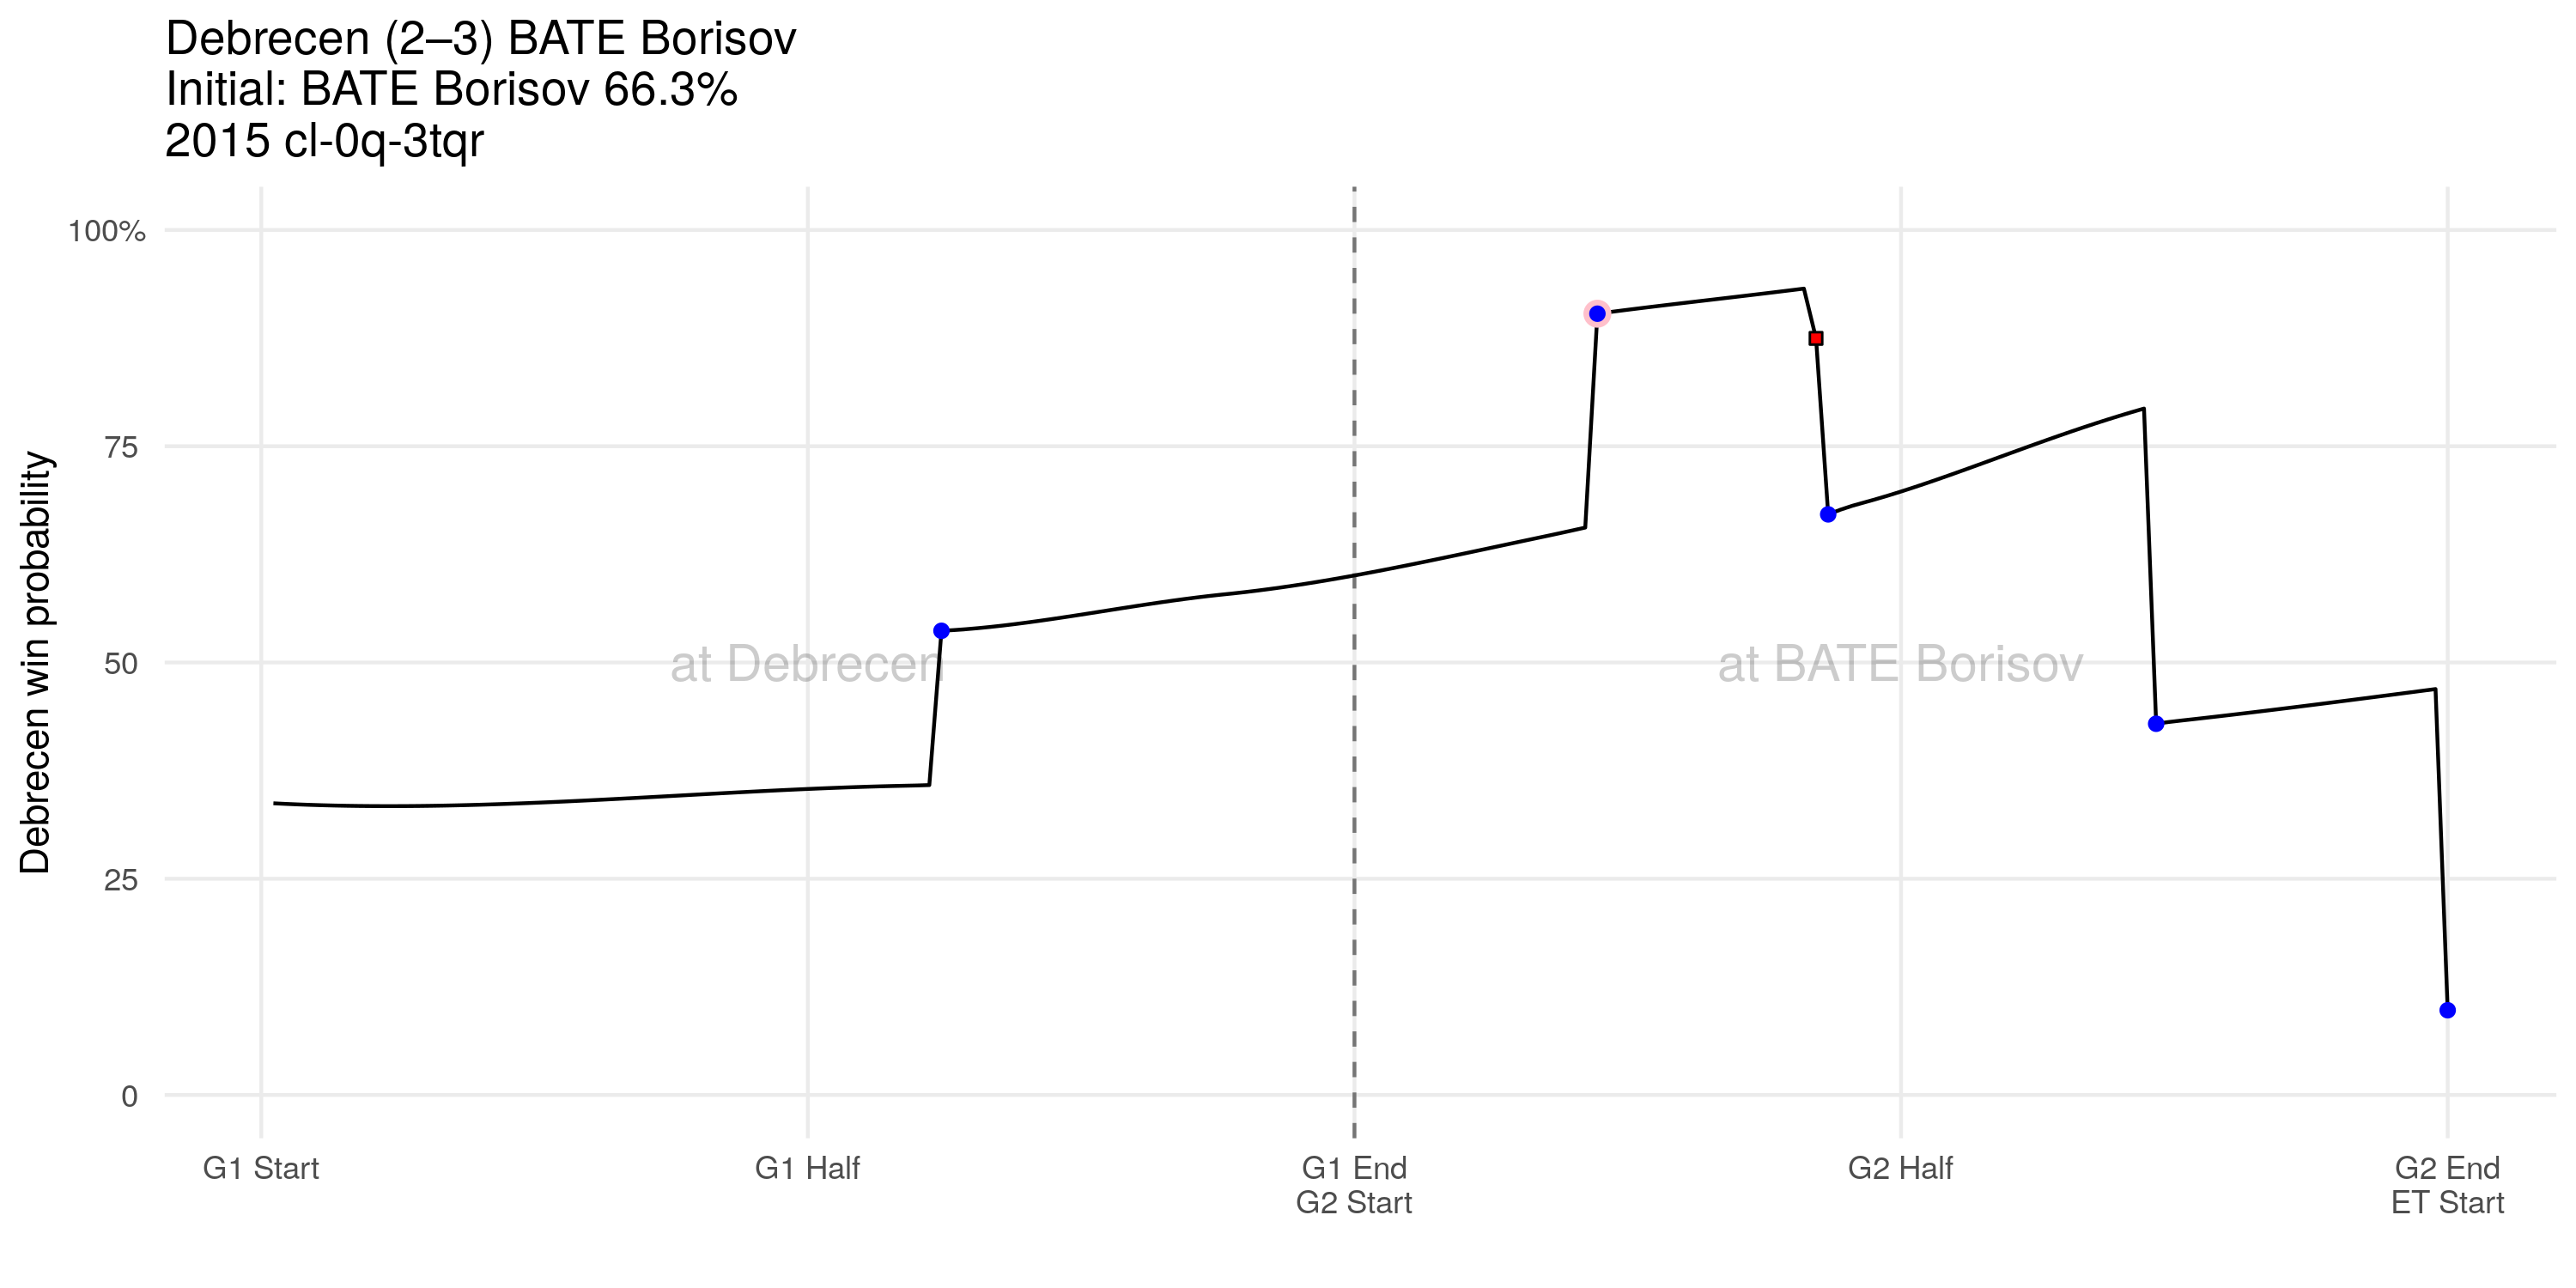 Debrecen (2–3) BATE Borisov
Initial: BATE Borisov 66.3%
2015 cl-0q-3tqr
Debrecen win probability
100%
75
50
25
0
at Debrecen
at BATE Borisov
G1 Start
G1 Half
G1 End
G2 Start
G2 Half
G2 End
ET Start